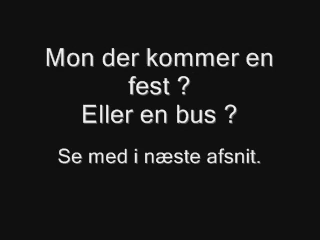 Mon der kommer en
fest ?
Eller en bus ?
Se med i næste afsnit.